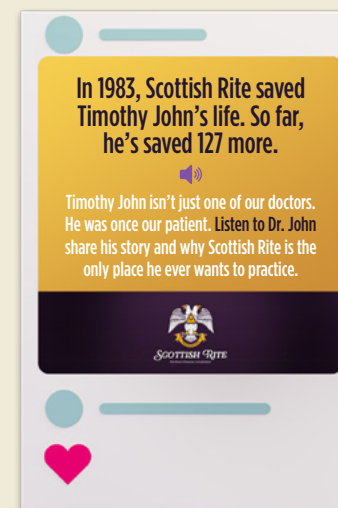 In 1983, Scottish Rite saved
Timothy John’s life. So far,
he’s saved 127 more.
Timothy John isn’t just one of our doctors.
He was once our patient. Listen to Dr. John
share his story and why Scottish Rite is the
only place he ever wants to practice.
SCOTTISH RITE